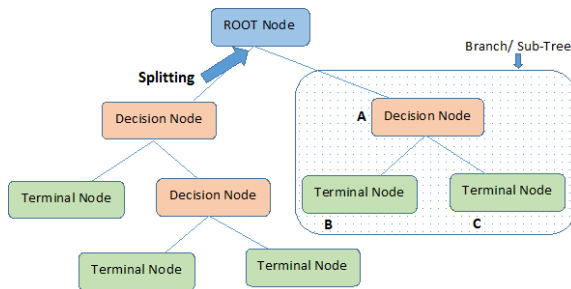 ROOT Node
Branch/ Sub-Tree
Splitting
Decision Node
A
Decision Node
Terminal Node
Decision Node
Terminal Node
Terminal Node
B
C
Terminal Node
Terminal Node